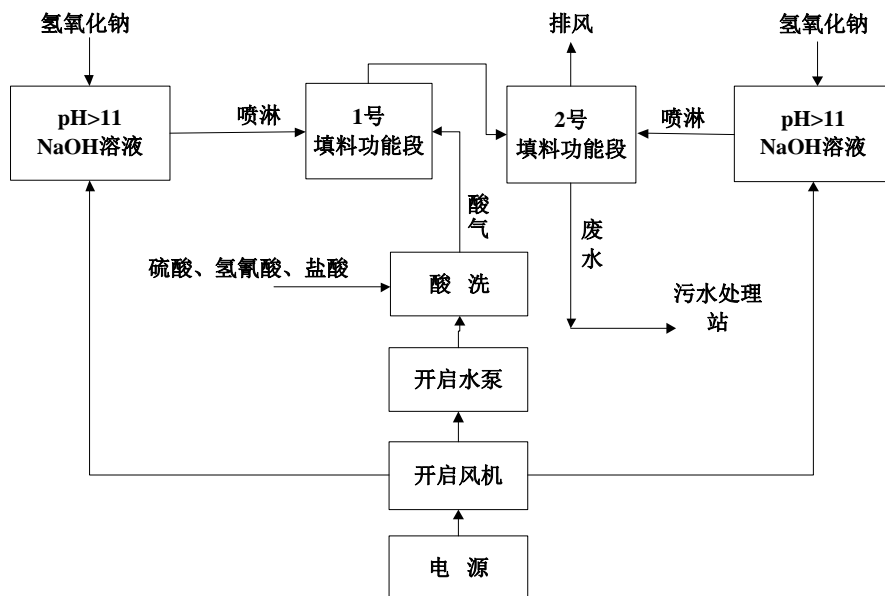 氢氧化钠
排风
氢氧化钠
pH>11
NaOH溶液
喷淋
1号
填料功能段
2号
填料功能段
喷淋
pH>11
NaOH溶液
酸
气
废
水
硫酸、氢氰酸、盐酸
酸 洗
污水处理
站
开启水泵
开启风机
电 源